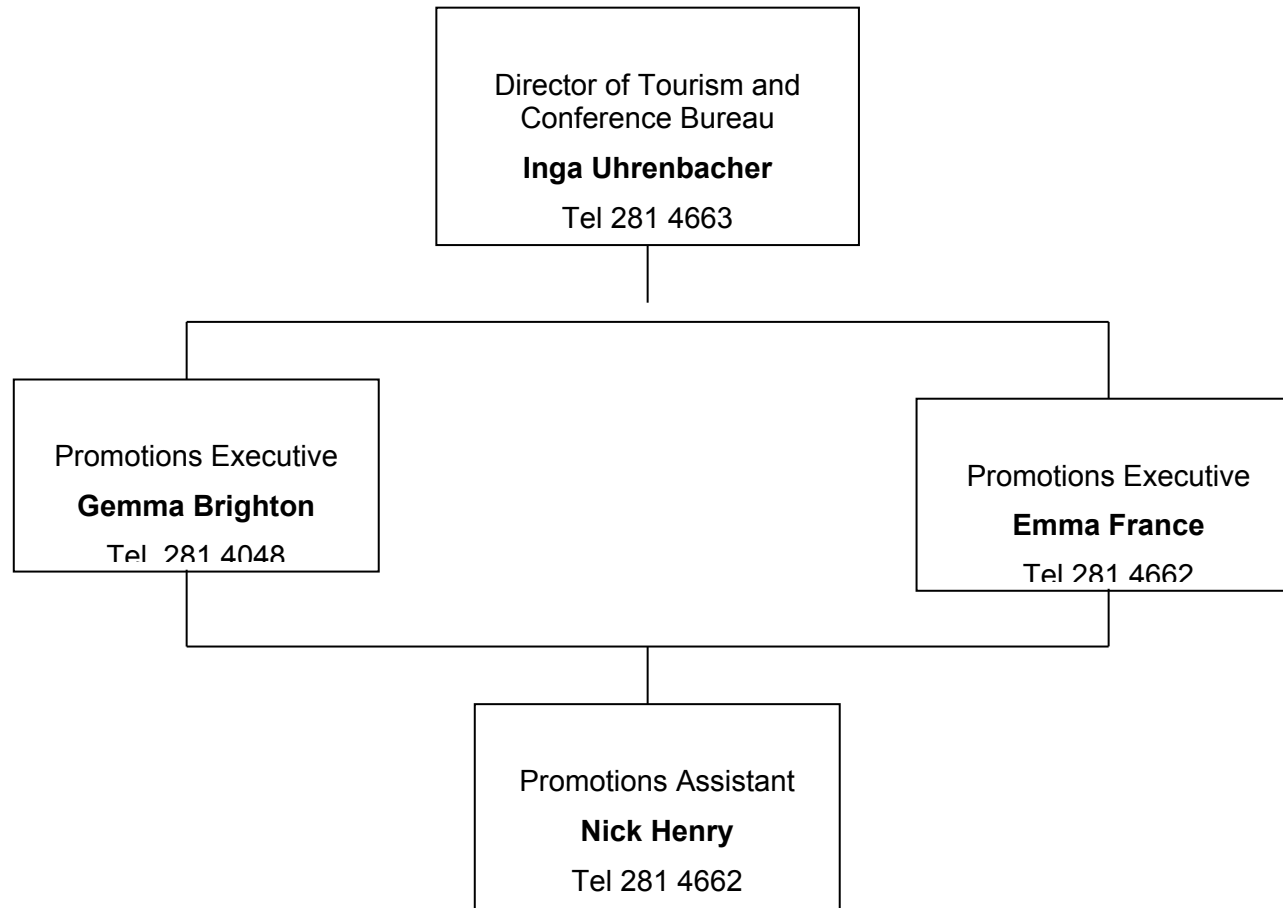 Director of Tourism and
Conference Bureau
Inga Uhrenbacher
Tel 281 4663
Promotions Executive
Gemma Brighton
Tel  281 4048
Promotions Executive
Emma France
Tel 281 4662
Promotions Assistant
Nick Henry
Tel 281 4662